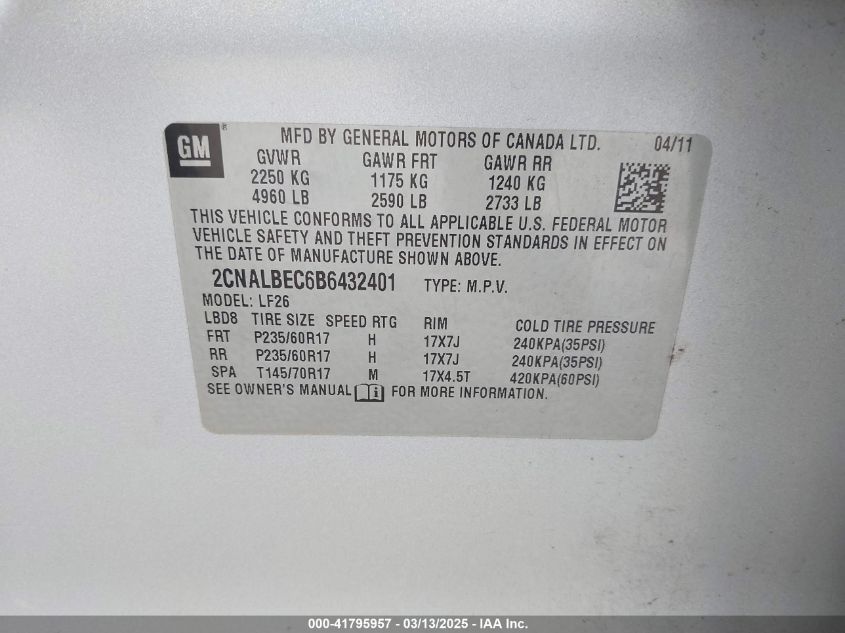 GM ® MFD BY GENERAL MOTORS OF CANADA LTD. 04/11
GVWR GAWR FRT GAWR RR
2250 KG 1175 KG 1240 KG
4960 LB 2590 LB 2733 LB
THIS VEHICLE CONFORMS TO ALL APPLICABLE U.S. FEDERAL MOTOR
VEHICLE SAFETY AND THEFT PREVENTION STANDARDS IN EFFECT ON
THE DATE OF MANUFACTURE SHOWN ABOVE.
2CNALBEC6B6432401 TYPE: M.P.V.
MODEL: LF26
LBD8 TIRE SIZE SPEED RTG RIM COLD TIRE PRESSURE
FRT P235/60R17 H 17X7J 240KPA(35PSI)
RR P235/60R17 H 17X7J 240KPA(35PSI)
SPA T145/70R17 M 17X4.5T 420KPA(60PSI)
SEE OWNER'S MANUAL FOR MORE INFORMATION.
000-41795957 - 03/13/2025 - IAA Inc.